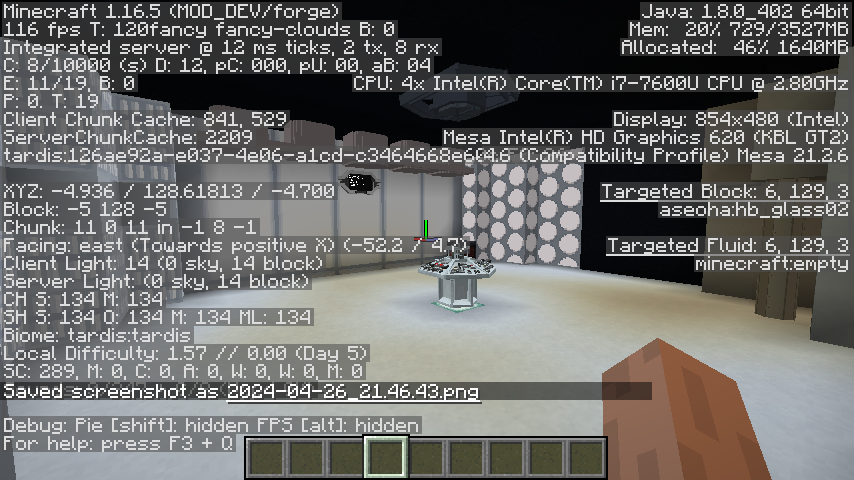 Minecraft 1.16.5 (MOD_DEV/forge)
116 fps T: 120fancy fancy-clouds B: 0
Integrated server @ 12 ms ticks, 2 tx, 8 rx
C: 8/10000 (s) D: 12, pC: 000, pU: 00, aB: 04
E: 11/19, B: 0
P: 0. T: 19
Client Chunk Cache: 841, 529
ServerChunkCache: 2209
tardis:126ae92a-e037-4e06-a1cd-c3464668e6
XYZ: -4.936 / 128.61813 / -4.700
Block: -5 128 -5
Chunk: 11 0 11 in -1 8 -1
Facing: east (Towards positive X) (-52.2 / 4.7)
Client Light: 14 (0 sky, 14 block)
Server Light: (0 sky, 14 block)
CH S: 134 M: 134
SH S: 134 O: 134 M: 134 ML: 134
Biome: tardis:tardis
Local Difficulty: 1.57 // 0.00 (Day 5)
SC: 289, M: 0, C: 0, A: 0, W: 0, W: 0, M: 0
Saved screenshot as 2024-04-26_21.46.43.png
Debug: Pie [shift]: hidden FPS [alt]: hidden
For help: press F3 + Q
Java: 1.8.0_402 64bit
Mem: 20% 729/3527MB
Allocated: 46% 1640MB
CPU: 4x Intel(R) Core(TM) i7-7600U CPU @ 2.80GHz
Display: 854x480 (Intel)
Mesa Intel(R) HD Graphics 620 (KBL GT2)
4.6 (Compatibility Profile) Mesa 21.2.6
Targeted Block: 6, 129, 3
aseoha:hb_glass02
Targeted Fluid: 6, 129, 3
minecraft:empty